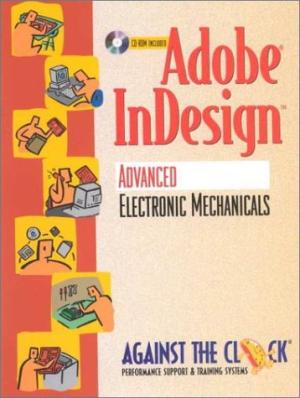 CD-ROM INCLUDED
Adobe®
InDesign™
ADVANCED
ELECTRONIC MECHANICALS
AGAINST THE CLOCK®
PERFORMANCE SUPPORT & TRAINING SYSTEMS